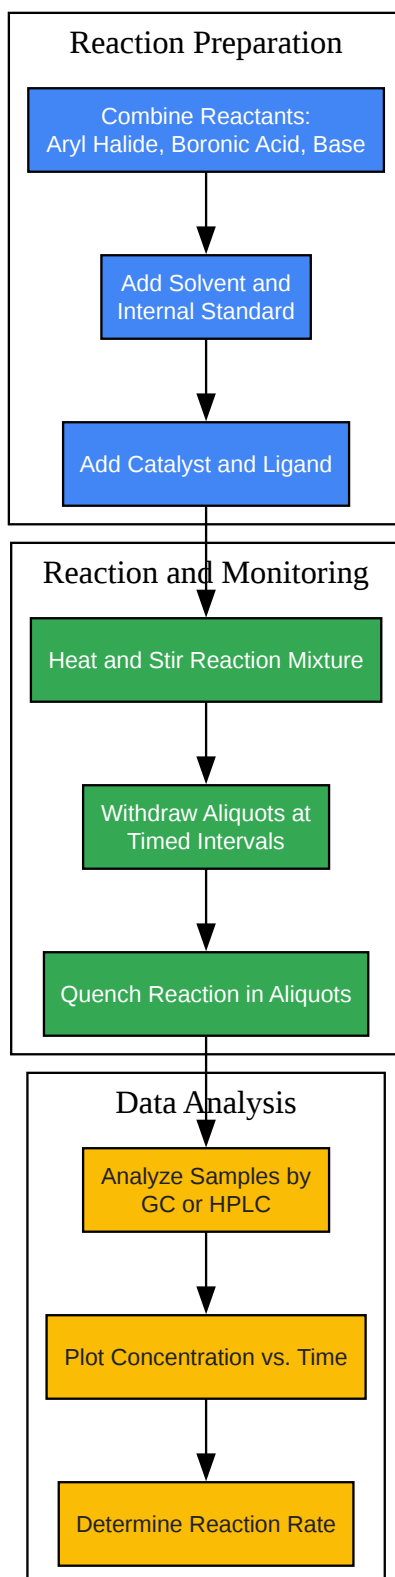 Reaction Preparation
Combine Reactants:
Aryl Halide, Boronic Acid, Base
Add Solvent and
Internal Standard
Add Catalyst and Ligand
Reaction and Monitoring
Heat and Stir Reaction Mixture
Withdraw Aliquots at
Timed Intervals
Quench Reaction in Aliquots
Data Analysis
Analyze Samples by
GC or HPLC
Plot Concentration vs. Time
Determine Reaction Rate